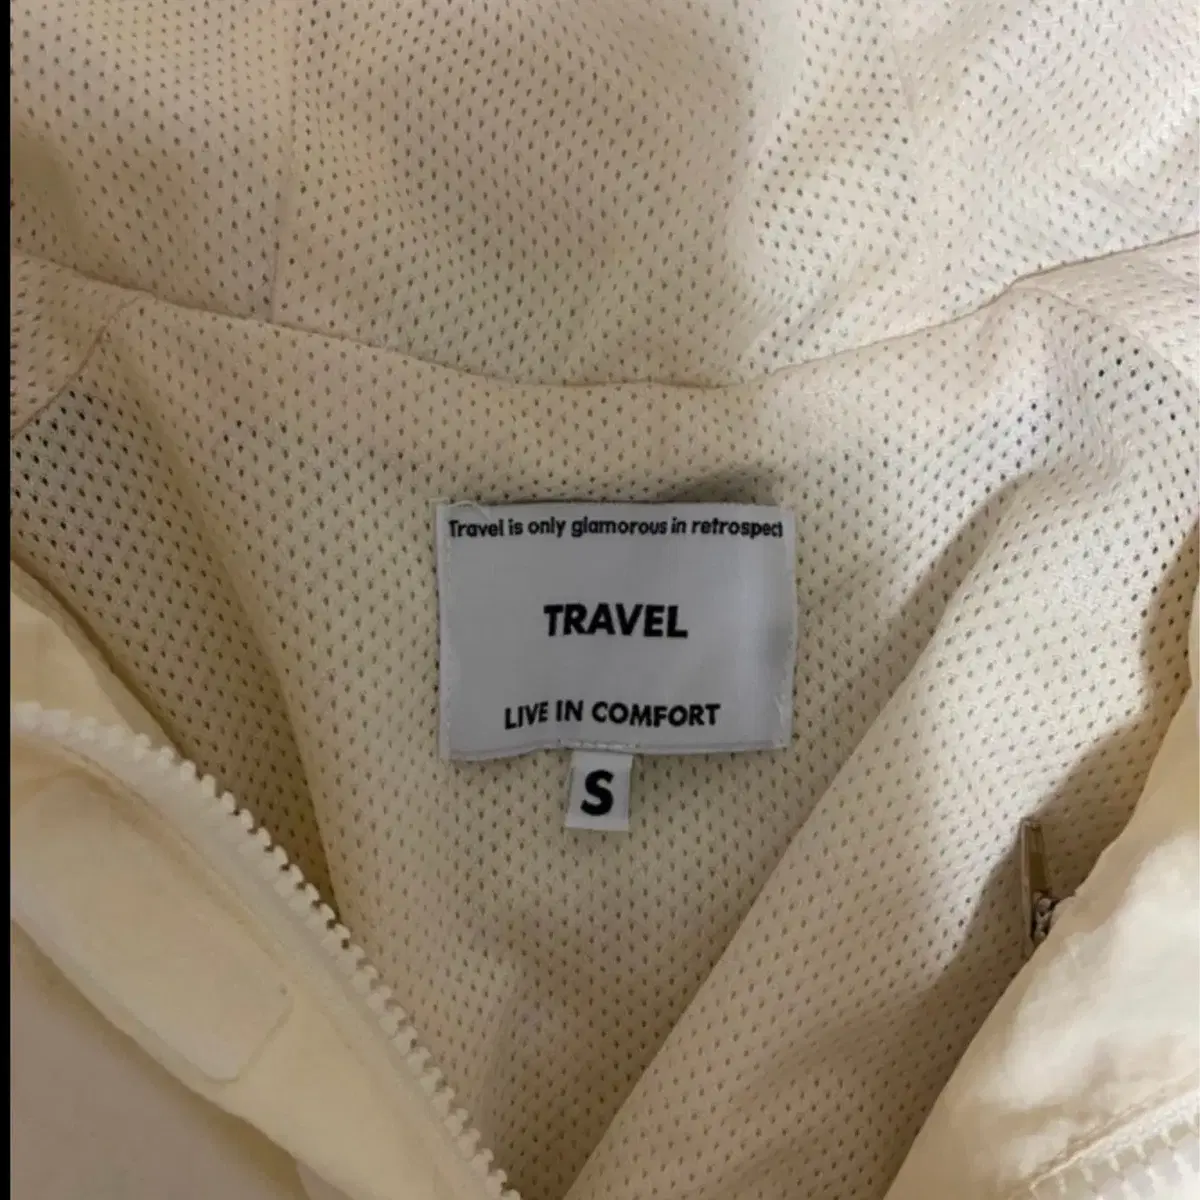 Travel is only glamorous in retrospect
TRAVEL
LIVE IN COMFORT
S